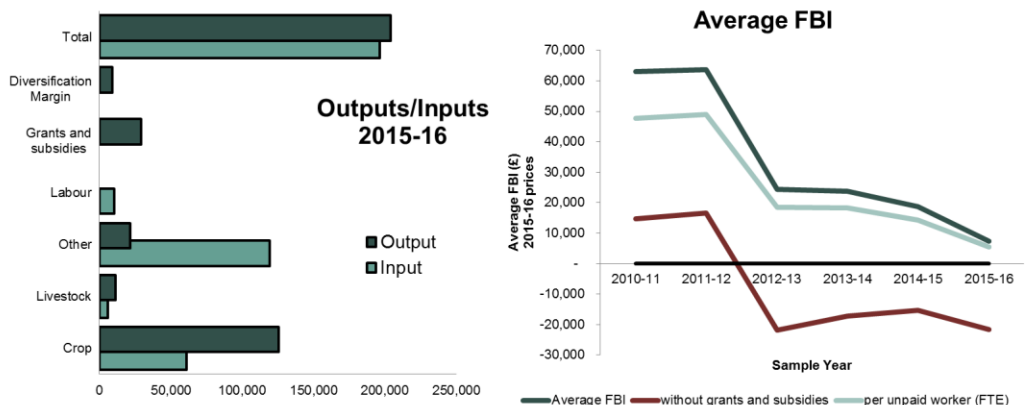 Total
Diversification
Margin
Grants and
subsidies
Labour
Other
Livestock
Crop
Outputs/Inputs
2015-16
Output
Input
0
50,000
100,000
150,000
200,000
250,000
Average FBI
Average FBI (£)
2015-16 prices
70,000
60,000
50,000
40,000
30,000
20,000
10,000
-
-10,000
-20,000
-30,000
2010-11
2011-12
2012-13
2013-14
2014-15
2015-16
Sample Year
Average FBI
without grants and subsidies
per unpaid worker (FTE)